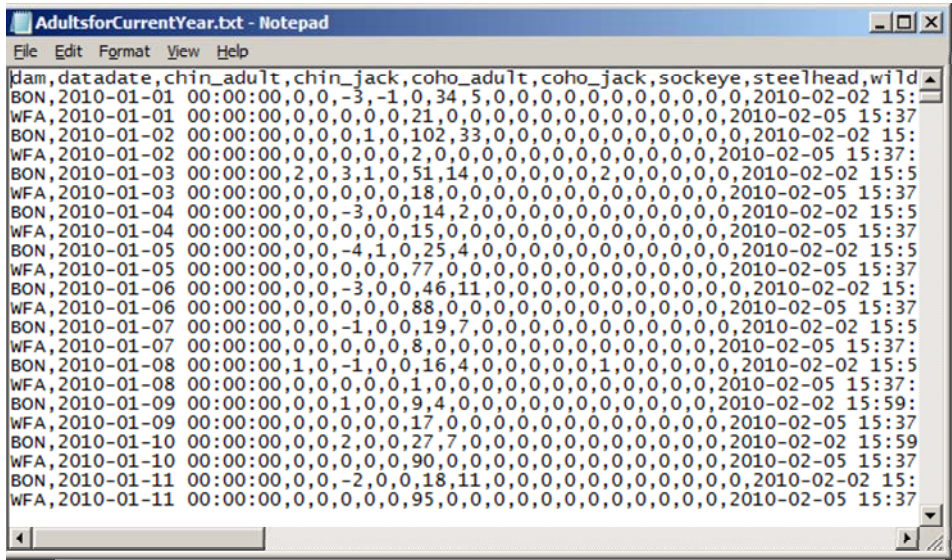 AdultsforCurrentYear.txt - Notepad
File Edit Format View Help
dam,datadate,chin_adult,chin_jack,coho_adult,coho_jack,sockeye,steelhead,wild
BON,2010-01-01 00:00:00,0,0,-3,-1,0,34,5,0,0,0,0,0,0,0,0,0,0,2010-02-02 15:
WFA,2010-01-01 00:00:00,0,0,0,0,0,21,0,0,0,0,0,0,0,0,0,0,0,2010-02-05 15:37
BON,2010-01-02 00:00:00,0,0,0,1,0,102,33,0,0,0,0,0,0,0,0,0,0,2010-02-02 15:
WFA,2010-01-02 00:00:00,0,0,0,0,0,2,0,0,0,0,0,0,0,0,0,0,0,2010-02-05 15:37:
BON,2010-01-03 00:00:00,2,0,3,1,0,51,14,0,0,0,0,0,2,0,0,0,0,0,2010-02-02 15:5
WFA,2010-01-03 00:00:00,0,0,0,0,0,18,0,0,0,0,0,0,0,0,0,0,0,2010-02-05 15:37
BON,2010-01-04 00:00:00,0,0,-3,0,0,14,2,0,0,0,0,0,0,0,0,0,0,2010-02-02 15:5
WFA,2010-01-04 00:00:00,0,0,0,0,0,15,0,0,0,0,0,0,0,0,0,0,0,2010-02-05 15:37
BON,2010-01-05 00:00:00,0,0,-4,1,0,25,4,0,0,0,0,0,0,0,0,0,0,2010-02-02 15:5
WFA,2010-01-05 00:00:00,0,0,0,0,0,77,0,0,0,0,0,0,0,0,0,0,0,2010-02-05 15:37
BON,2010-01-06 00:00:00,0,0,-3,0,0,46,11,0,0,0,0,0,0,0,0,0,0,2010-02-02 15:
WFA,2010-01-06 00:00:00,0,0,0,0,0,88,0,0,0,0,0,0,0,0,0,0,0,2010-02-05 15:37
BON,2010-01-07 00:00:00,0,0,-1,0,0,19,7,0,0,0,0,0,0,0,0,0,0,2010-02-02 15:5
WFA,2010-01-07 00:00:00,0,0,0,0,0,8,0,0,0,0,0,0,0,0,0,0,0,2010-02-05 15:37:
BON,2010-01-08 00:00:00,1,0,-1,0,0,16,4,0,0,0,0,0,1,0,0,0,0,0,2010-02-02 15:5
WFA,2010-01-08 00:00:00,0,0,0,0,0,1,0,0,0,0,0,0,0,0,0,0,0,2010-02-05 15:37:
BON,2010-01-09 00:00:00,0,0,1,0,0,9,4,0,0,0,0,0,0,0,0,0,0,2010-02-02 15:59:
WFA,2010-01-09 00:00:00,0,0,0,0,0,17,0,0,0,0,0,0,0,0,0,0,0,2010-02-05 15:37
BON,2010-01-10 00:00:00,0,0,2,0,0,27,7,0,0,0,0,0,0,0,0,0,0,2010-02-02 15:59
WFA,2010-01-10 00:00:00,0,0,0,0,0,90,0,0,0,0,0,0,0,0,0,0,0,2010-02-05 15:37
BON,2010-01-11 00:00:00,0,0,-2,0,0,18,11,0,0,0,0,0,0,0,0,0,0,2010-02-02 15:
WFA,2010-01-11 00:00:00,0,0,0,0,0,95,0,0,0,0,0,0,0,0,0,0,0,2010-02-05 15:37